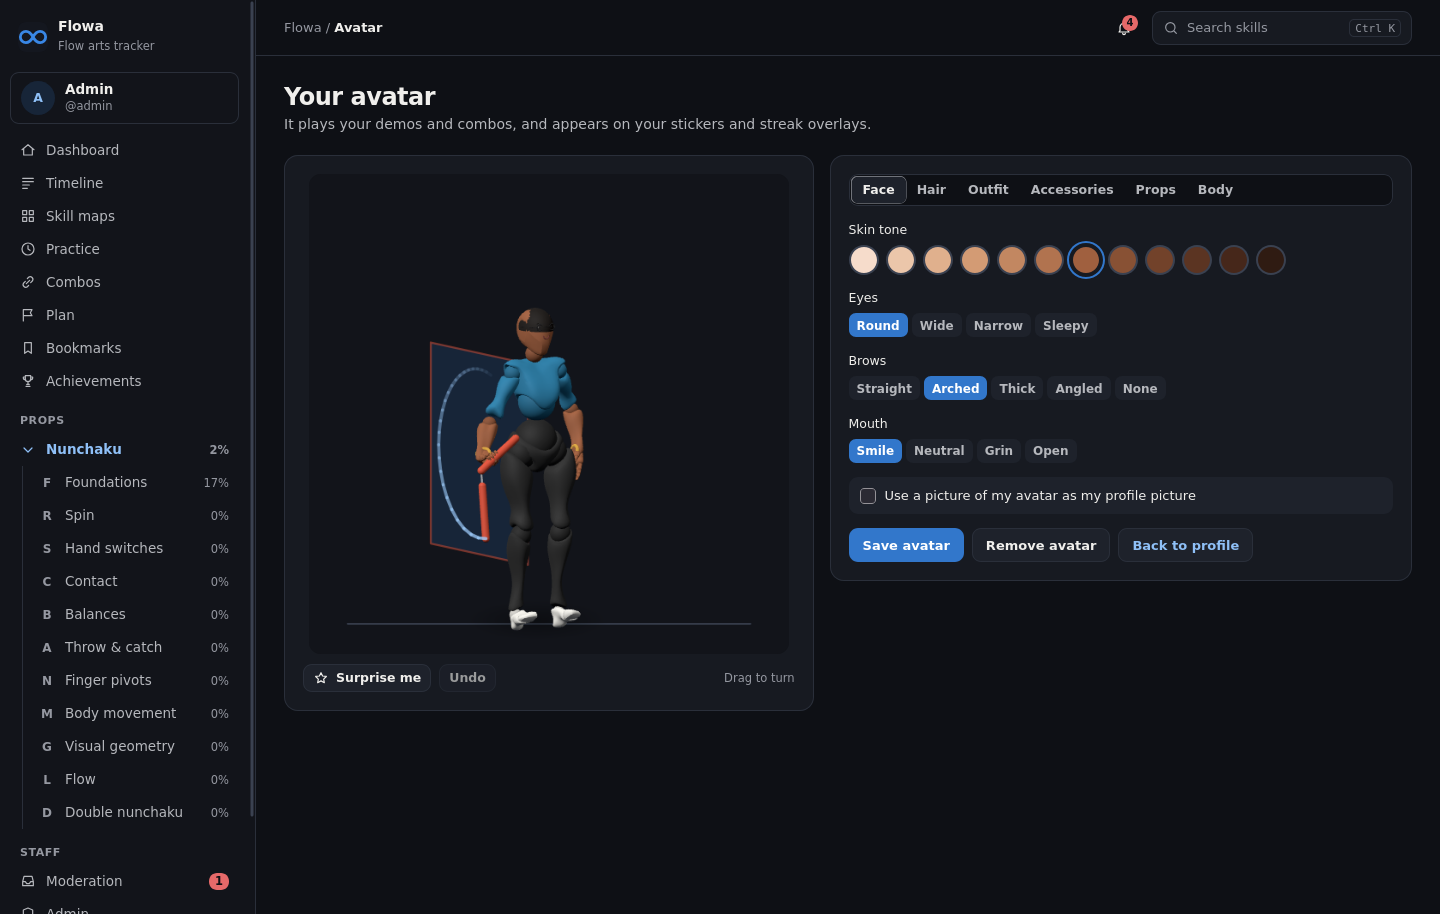 Flowa
Flow arts tracker
A
Admin
@admin
Dashboard
Timeline
Skill maps
Practice
Combos
Plan
Bookmarks
Achievements
PROPS
Nunchaku 2%
F Foundations 17%
R Spin 0%
S Hand switches 0%
C Contact 0%
B Balances 0%
A Throw & catch 0%
N Finger pivots 0%
M Body movement 0%
G Visual geometry 0%
L Flow 0%
D Double nunchaku 0%
STAFF
Moderation 1
Admin
Flowa / Avatar
4
Search skills Ctrl K
Your avatar
It plays your demos and combos, and appears on your stickers and streak overlays.
Surprise me Undo Drag to turn
Face Hair Outfit Accessories Props Body
Skin tone
Eyes
Round Wide Narrow Sleepy
Brows
Straight Arched Thick Angled None
Mouth
Smile Neutral Grin Open
Use a picture of my avatar as my profile picture
Save avatar Remove avatar Back to profile